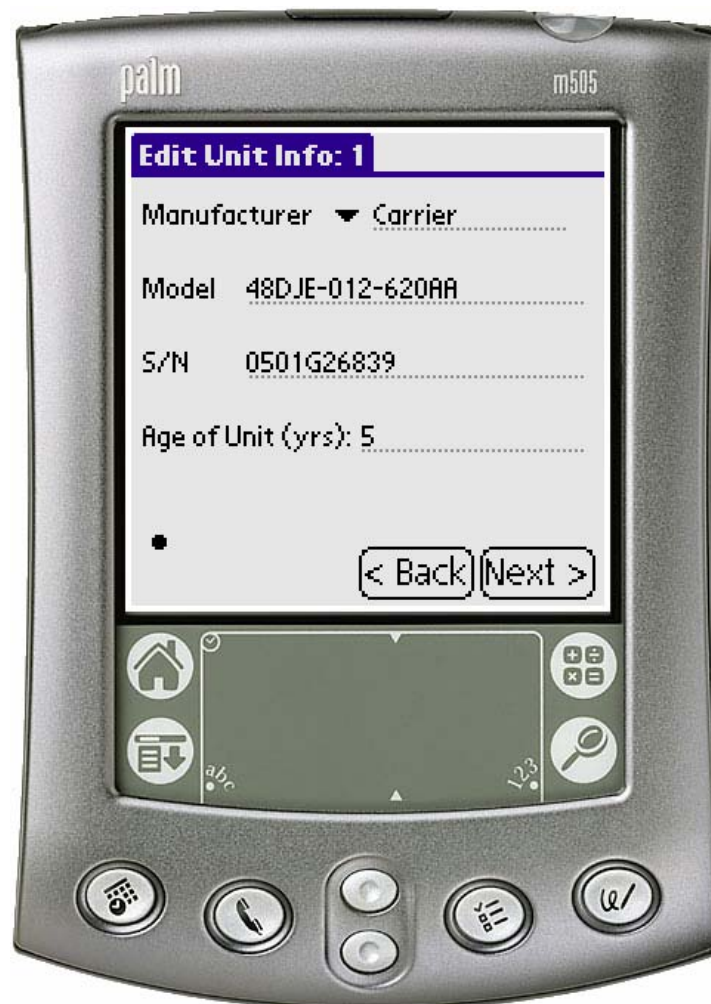 palm
m505
Edit Unit Info: 1
Manufacturer Carrier
Model 48DJE-012-620AA
S/N 0501G26839
Age of Unit (yrs): 5
< Back Next >
abc 123